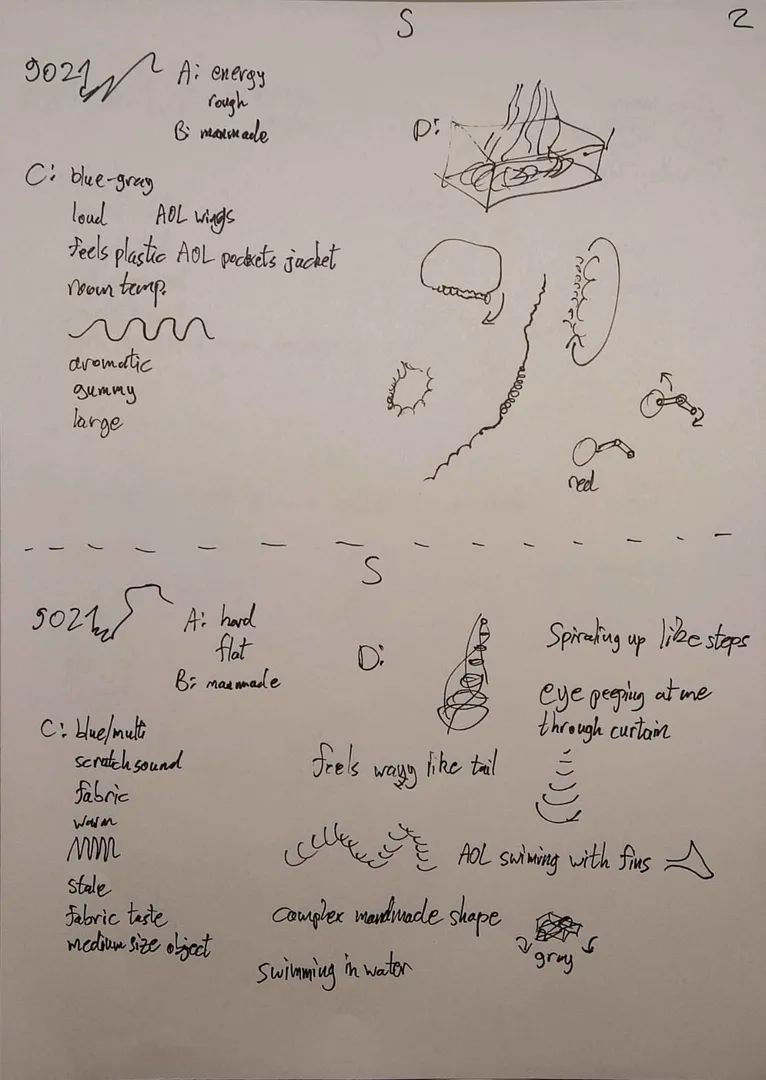 S
2
9021
A: energy
rough
B: manmade
C: blue-gray
loud AOL wings
feels plastic AOL pockets jacket
room temp.
aromatic
gummy
large
D:
red
S
9021
A: hard
flat
B: manmade
C: blue/multi
scratch sound
fabric
warm
stale
fabric taste
medium size object
D:
Spiraling up like steps
eye peeping at me
through curtain
feels wavy like tail
AOL swiming with fins
complex manmade shape
gray
swimming in water